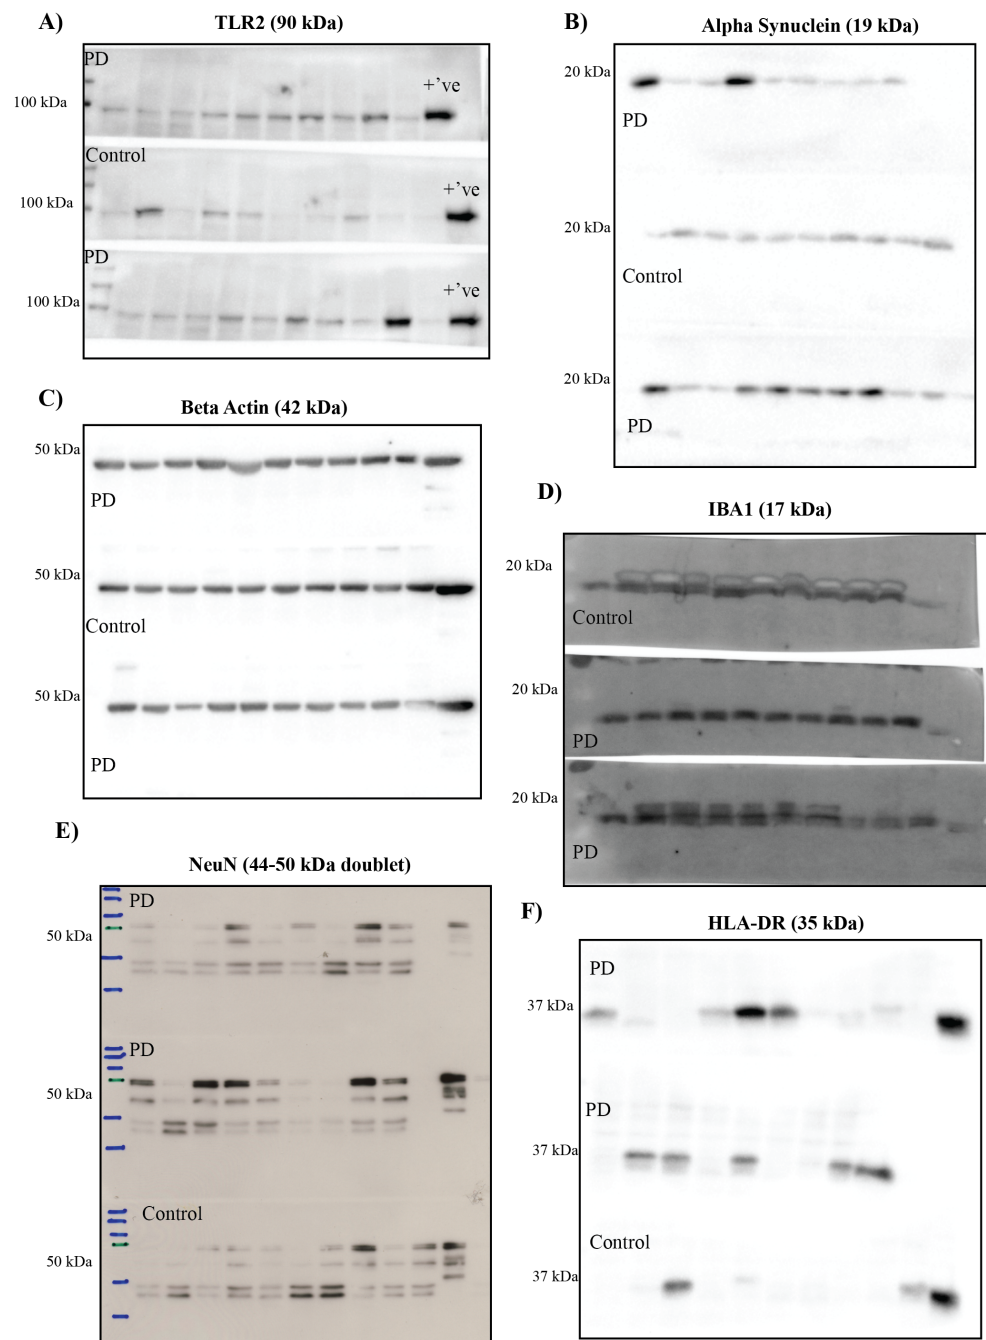 A)
TLR2 (90 kDa)
PD
+’ve
100 kDa
Control
+’ve
100 kDa
PD
+’ve
100 kDa
B)
Alpha Synuclein (19 kDa)
20 kDa
PD
20 kDa
Control
20 kDa
PD
C)
Beta Actin (42 kDa)
50 kDa
PD
50 kDa
Control
50 kDa
PD
D)
IBA1 (17 kDa)
20 kDa
Control
20 kDa
PD
20 kDa
PD
E)
NeuN (44-50 kDa doublet)
PD
50 kDa
PD
50 kDa
Control
50 kDa
F)
HLA-DR (35 kDa)
PD
37 kDa
PD
37 kDa
Control
37 kDa